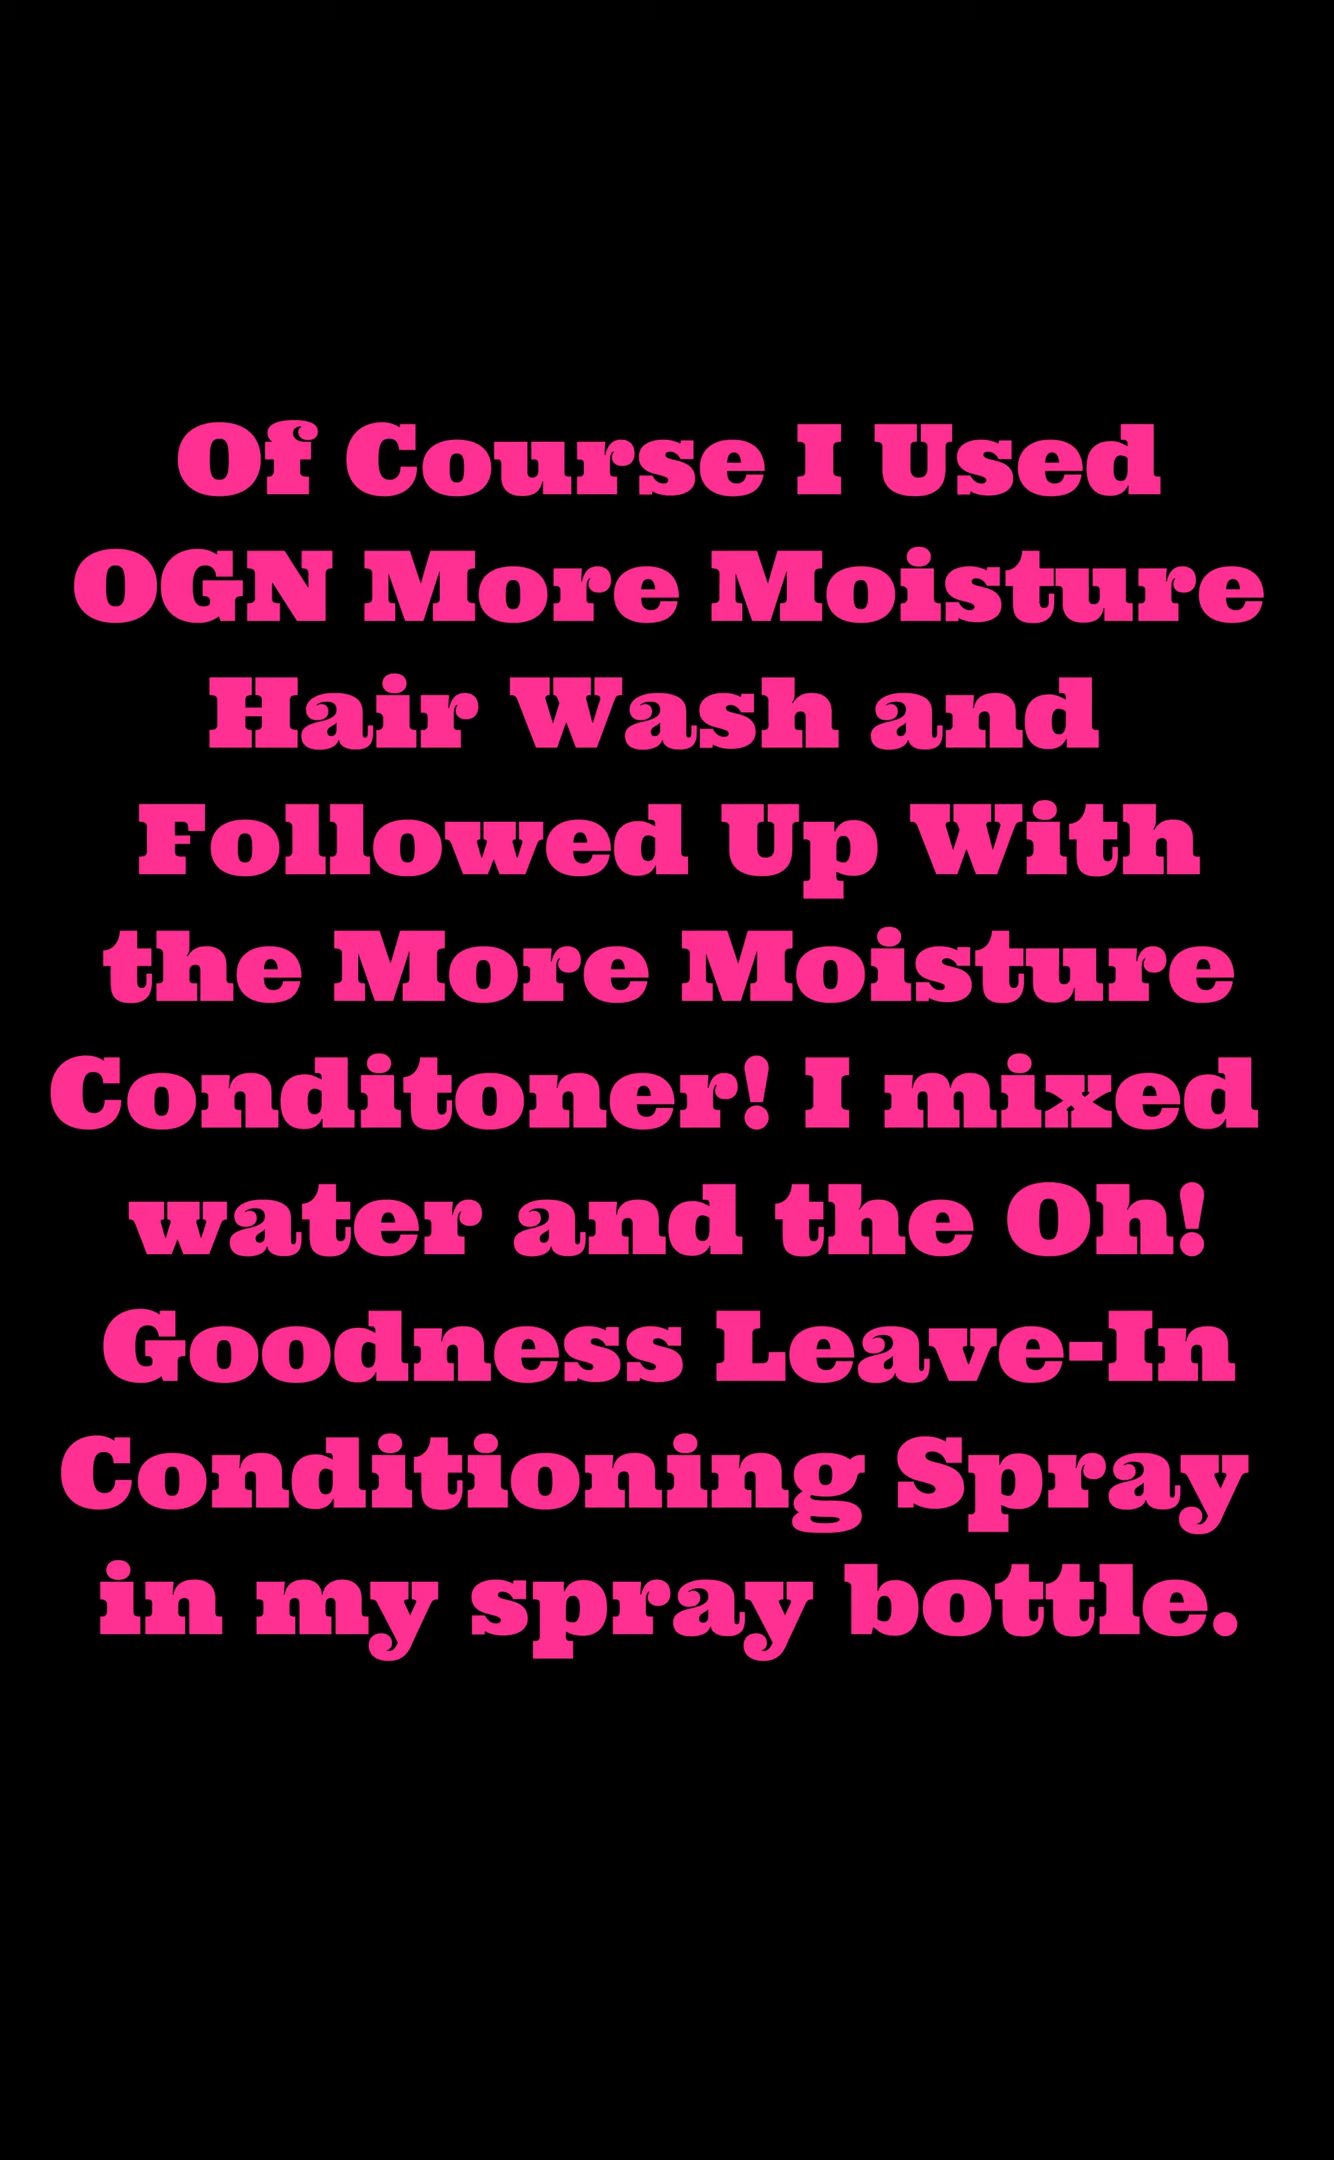 Of Course I Used
OGN More Moisture
Hair Wash and
Followed Up With
the More Moisture
Conditoner! I mixed
water and the Oh!
Goodness Leave-In
Conditioning Spray
in my spray bottle.